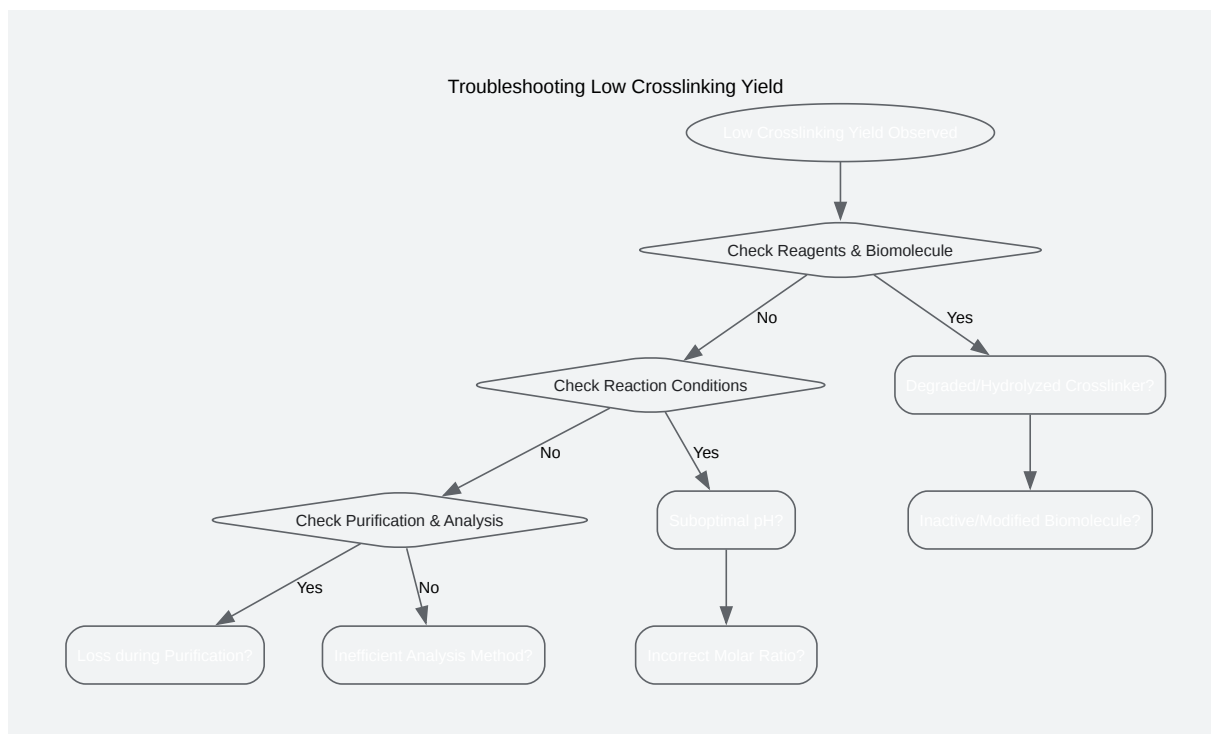 Troubleshooting Low Crosslinking Yield
Low Crosslinking Yield Observed
Check Reagents & Biomolecule
No
Yes
Check Reaction Conditions
Degraded/Hydrolyzed Crosslinker?
No
Yes
Check Purification & Analysis
Suboptimal pH?
Inactive/Modified Biomolecule?
Yes
No
Loss during Purification?
Inefficient Analysis Method?
Incorrect Molar Ratio?